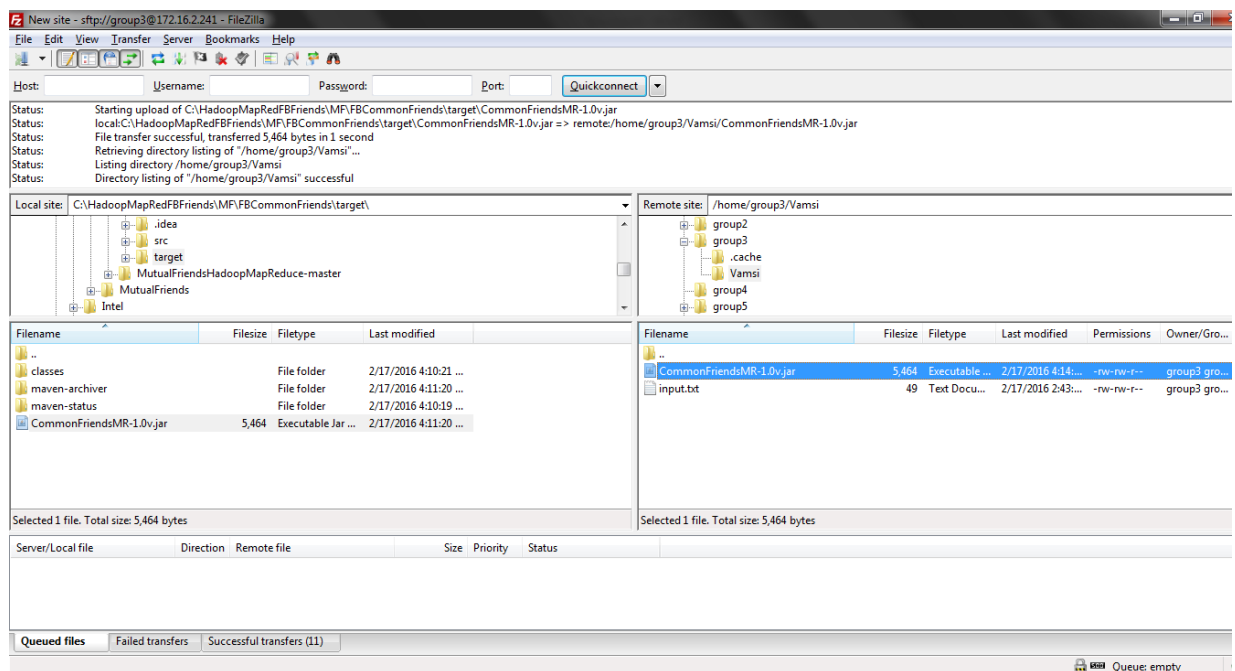 New site - sftp://group3@172.16.2.241 - FileZilla
File Edit View Transfer Server Bookmarks Help
Host: Username: Password: Port: Quickconnect
Status: Starting upload of C:\HadoopMapRedFBFriends\MF\FBCommonFriends\target\CommonFriendsMR-1.0v.jar
Status: local:C:\HadoopMapRedFBFriends\MF\FBCommonFriends\target\CommonFriendsMR-1.0v.jar => remote:/home/group3/Vamsi/CommonFriendsMR-1.0v.jar
Status: File transfer successful, transferred 5,464 bytes in 1 second
Status: Retrieving directory listing of "/home/group3/Vamsi"...
Status: Listing directory /home/group3/Vamsi
Status: Directory listing of "/home/group3/Vamsi" successful
Local site: C:\HadoopMapRedFBFriends\MF\FBCommonFriends\target\
.idea
src
target
MutualFriendsHadoopMapReduce-master
MutualFriends
Intel
Filename Filesize Filetype Last modified
..
classes File folder 2/17/2016 4:10:21 ...
maven-archiver File folder 2/17/2016 4:11:20 ...
maven-status File folder 2/17/2016 4:10:19 ...
CommonFriendsMR-1.0v.jar 5,464 Executable Jar ... 2/17/2016 4:11:20 ...
Selected 1 file. Total size: 5,464 bytes
Remote site: /home/group3/Vamsi
group2
group3
.cache
Vamsi
group4
group5
Filename Filesize Filetype Last modified Permissions Owner/Gro...
..
CommonFriendsMR-1.0v.jar 5,464 Executable ... 2/17/2016 4:14:... -rw-rw-r-- group3 gro...
input.txt 49 Text Docu... 2/17/2016 2:43:... -rw-rw-r-- group3 gro...
Selected 1 file. Total size: 5,464 bytes
Server/Local file Direction Remote file Size Priority Status
Queued files Failed transfers Successful transfers (11)
Queue: empty